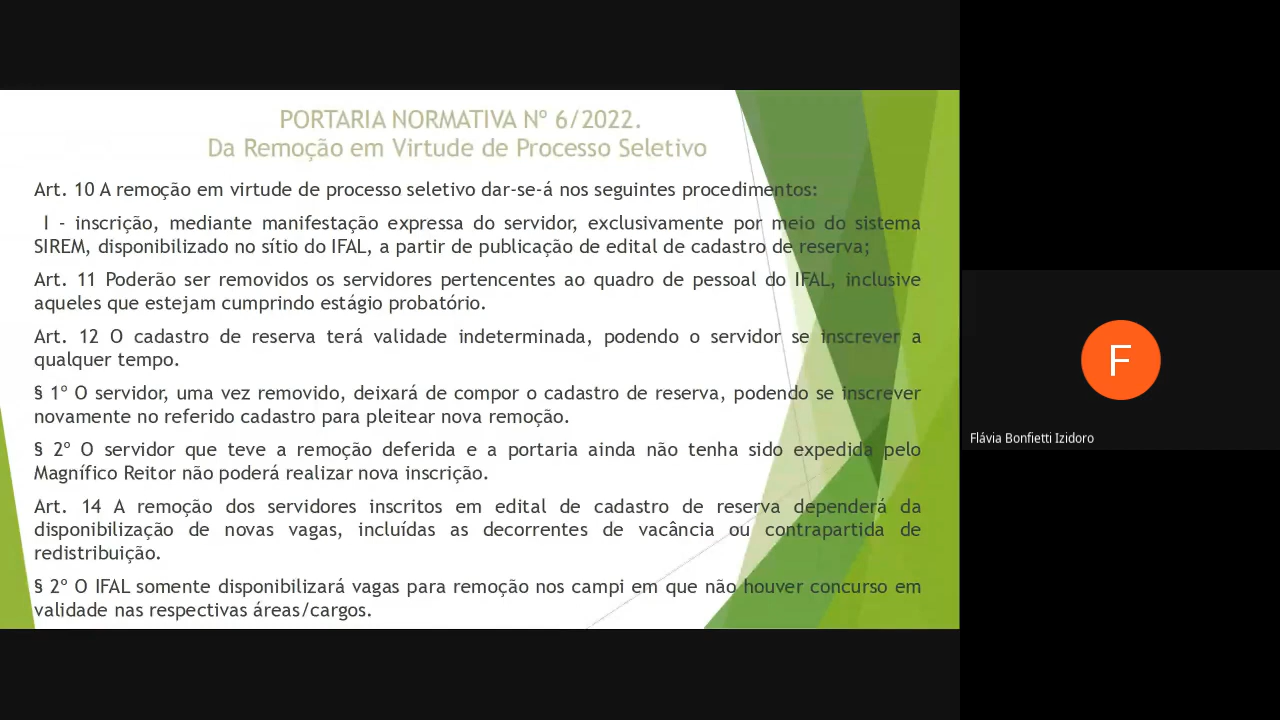 PORTARIA NORMATIVA Nº 6/2022.
Da Remoção em Virtude de Processo Seletivo
Art. 10 A remoção em virtude de processo seletivo dar-se-á nos seguintes procedimentos:
I - inscrição, mediante manifestação expressa do servidor, exclusivamente por meio do sistema
SIREM, disponibilizado no sítio do IFAL, a partir de publicação de edital de cadastro de reserva;
Art. 11 Poderão ser removidos os servidores pertencentes ao quadro de pessoal do IFAL, inclusive
aqueles que estejam cumprindo estágio probatório.
Art. 12 O cadastro de reserva terá validade indeterminada, podendo o servidor se inscrever a
qualquer tempo.
§ 1º O servidor, uma vez removido, deixará de compor o cadastro de reserva, podendo se inscrever
novamente no referido cadastro para pleitear nova remoção.
§ 2º O servidor que teve a remoção deferida e a portaria ainda não tenha sido expedida pelo
Magnífico Reitor não poderá realizar nova inscrição.
Art. 14 A remoção dos servidores inscritos em edital de cadastro de reserva dependerá da
disponibilização de novas vagas, incluídas as decorrentes de vacância ou contrapartida de
redistribuição.
§ 2º O IFAL somente disponibilizará vagas para remoção nos campi em que não houver concurso em
validade nas respectivas áreas/cargos.
F
Flávia Bonfietti Izidoro